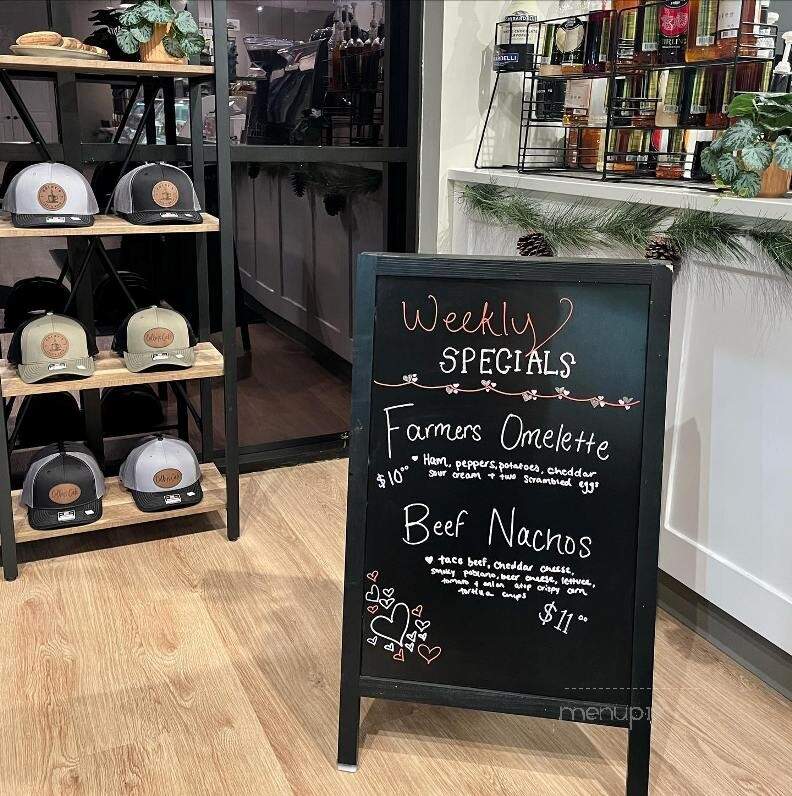 Weekly
SPECIALS
Farmers Omelette
♥ Ham, peppers, potatoes, cheddar
sour cream + two scrambled eggs
$10⁰⁰
Beef Nachos
♥ taco beef, cheddar cheese,
smoky poblano, beer cheese, lettuce,
tomato + onion atop crispy corn
tortilla chips
$11⁰⁰
menupix